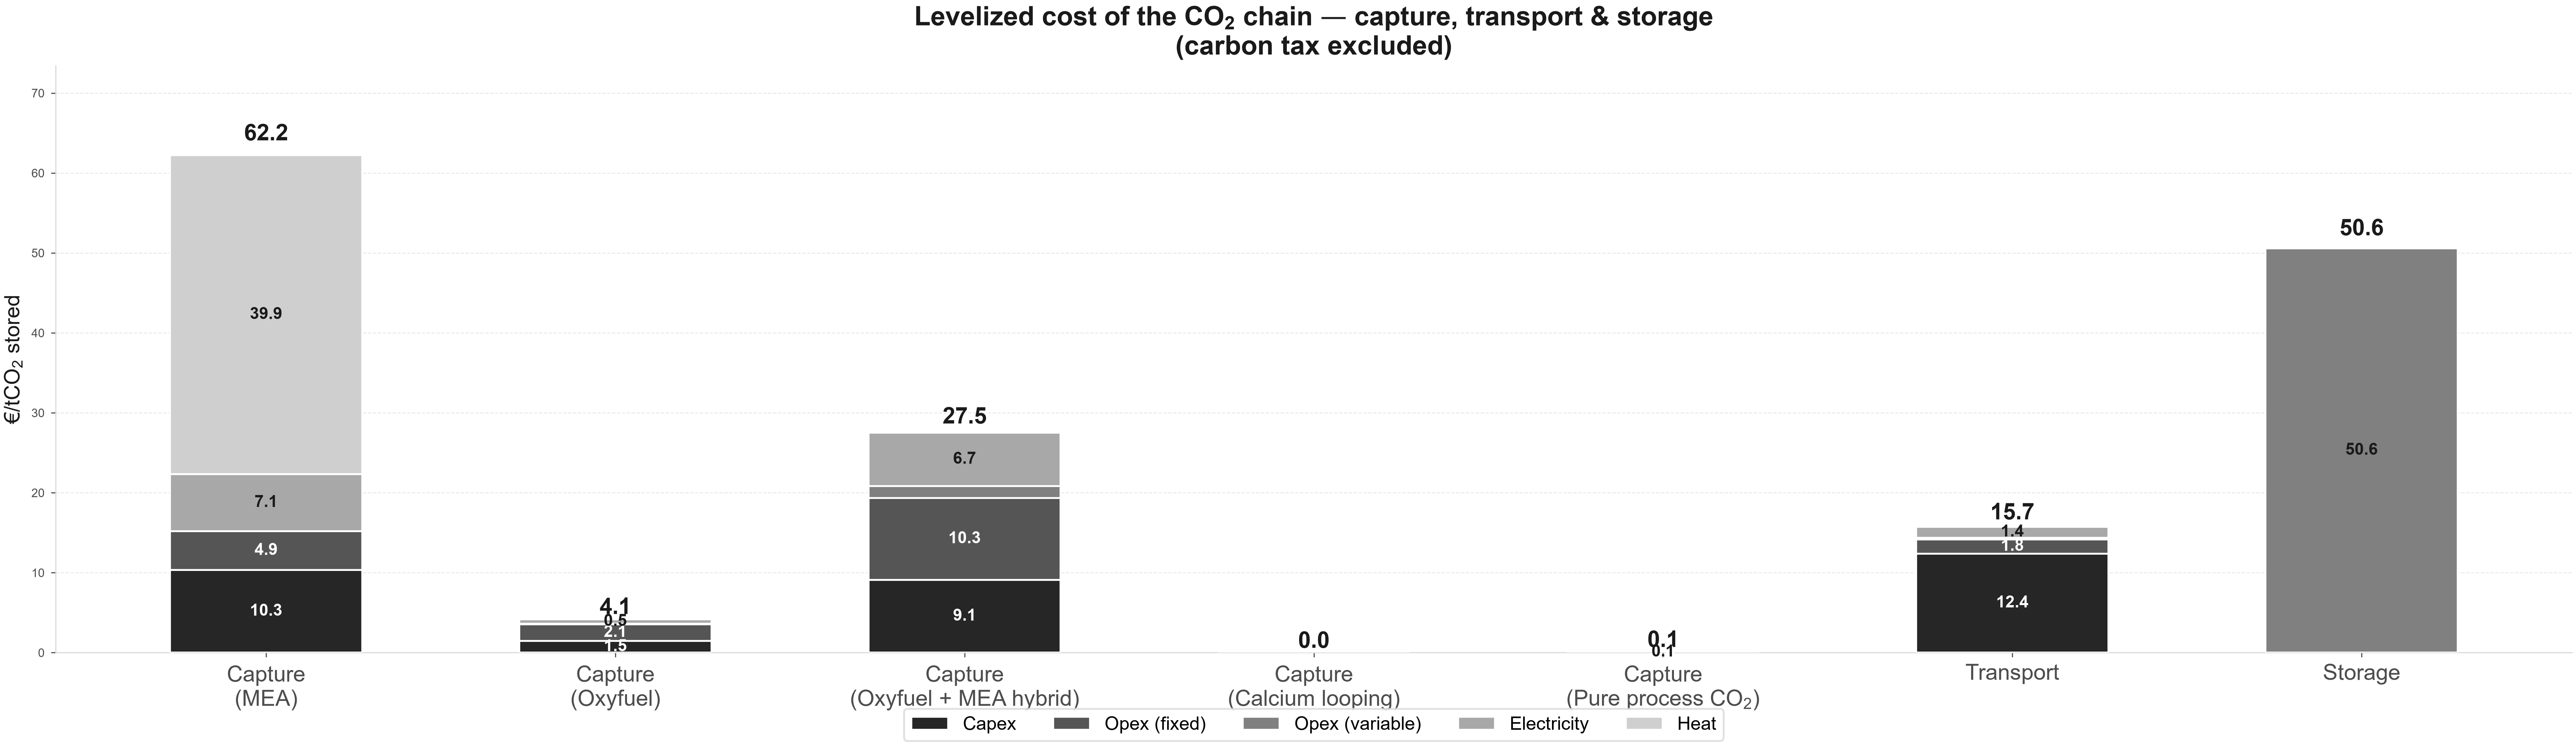 Levelized cost of the CO₂ chain — capture, transport & storage
(carbon tax excluded)
€/tCO₂ stored
70
60
50
40
30
20
10
0
62.2
39.9
7.1
4.9
10.3
4.1
0.5
2.1
1.5
27.5
6.7
10.3
9.1
0.0
0.1
0.1
15.7
1.4
1.8
12.4
50.6
50.6
Capture
(MEA)
Capture
(Oxyfuel)
Capture
(Oxyfuel + MEA hybrid)
Capture
(Calcium looping)
Capture
(Pure process CO₂)
Transport
Storage
Capex
Opex (fixed)
Opex (variable)
Electricity
Heat